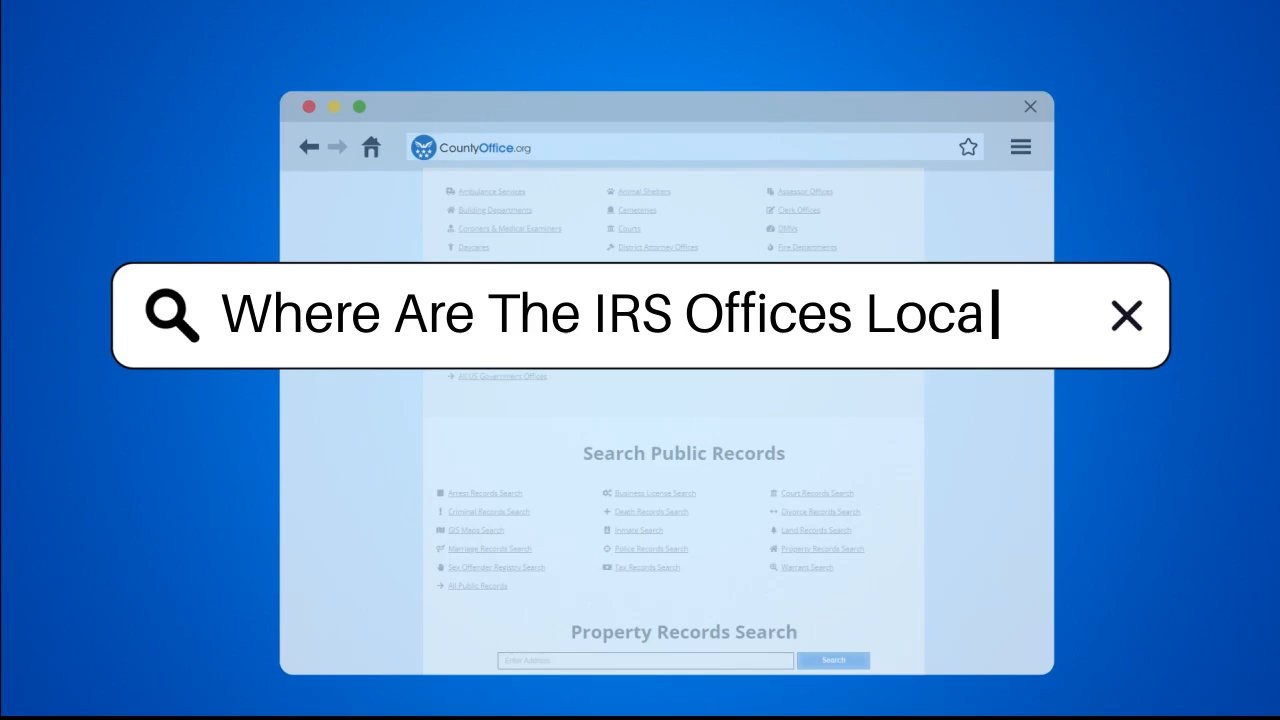 CountyOffice.org
Ambulance Services
Animal Shelters
Assessor Offices
Building Departments
Cemeteries
Clerk Offices
Coroners & Medical Examiners
Courts
DMVs
Daycares
District Attorney Offices
Fire Departments
Where Are The IRS Offices Loca
All US Government Offices
Search Public Records
Arrest Records Search
Business License Search
Court Records Search
Criminal Records Search
Death Records Search
Divorce Records Search
GIS Maps Search
Inmate Search
Land Records Search
Marriage Records Search
Police Records Search
Property Records Search
Sex Offender Registry Search
Tax Records Search
Warrant Search
All Public Records
Property Records Search
Enter Address
Search